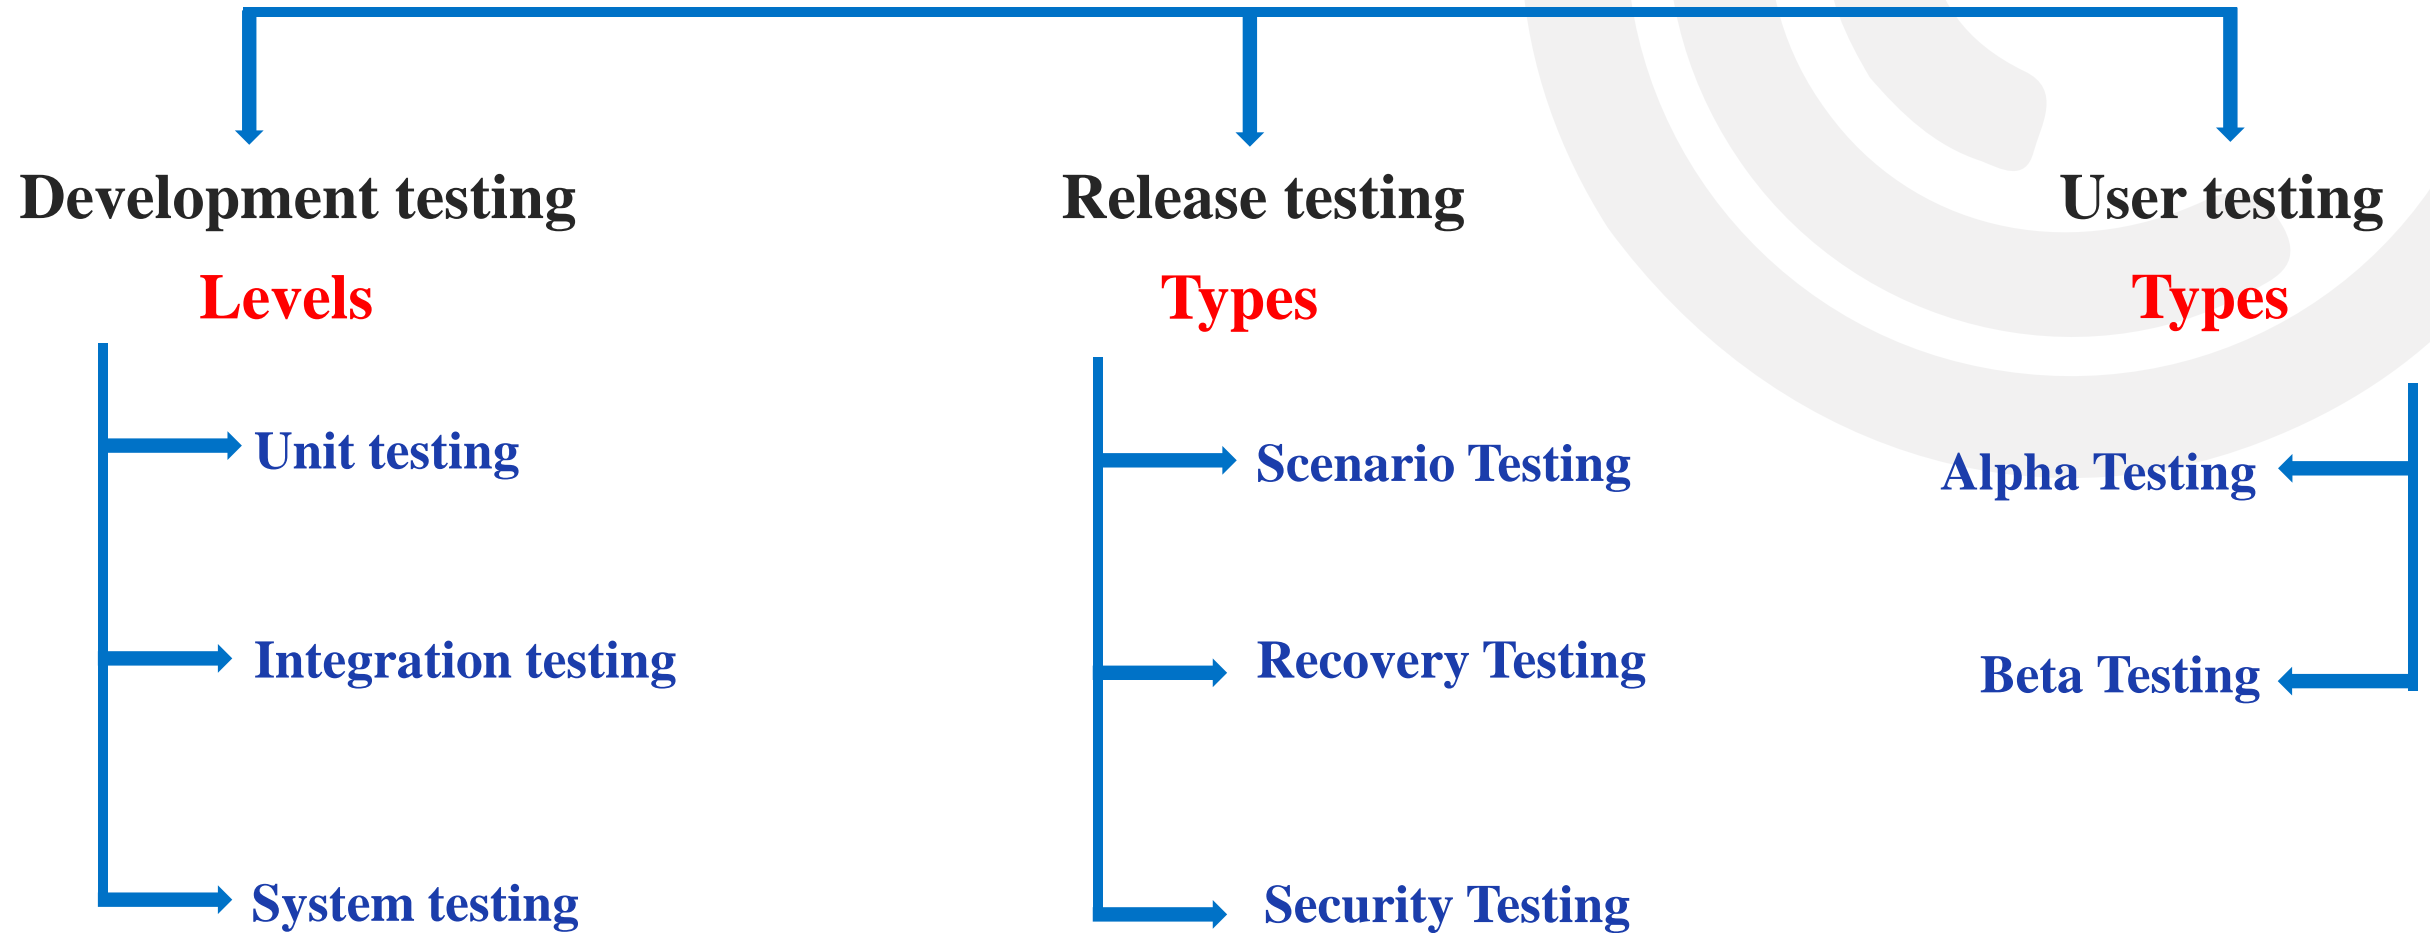 Development testing
Levels
Unit testing
Integration testing
System testing
Release testing
Types
Scenario Testing
Recovery Testing
Security Testing
User testing
Types
Alpha Testing
Beta Testing